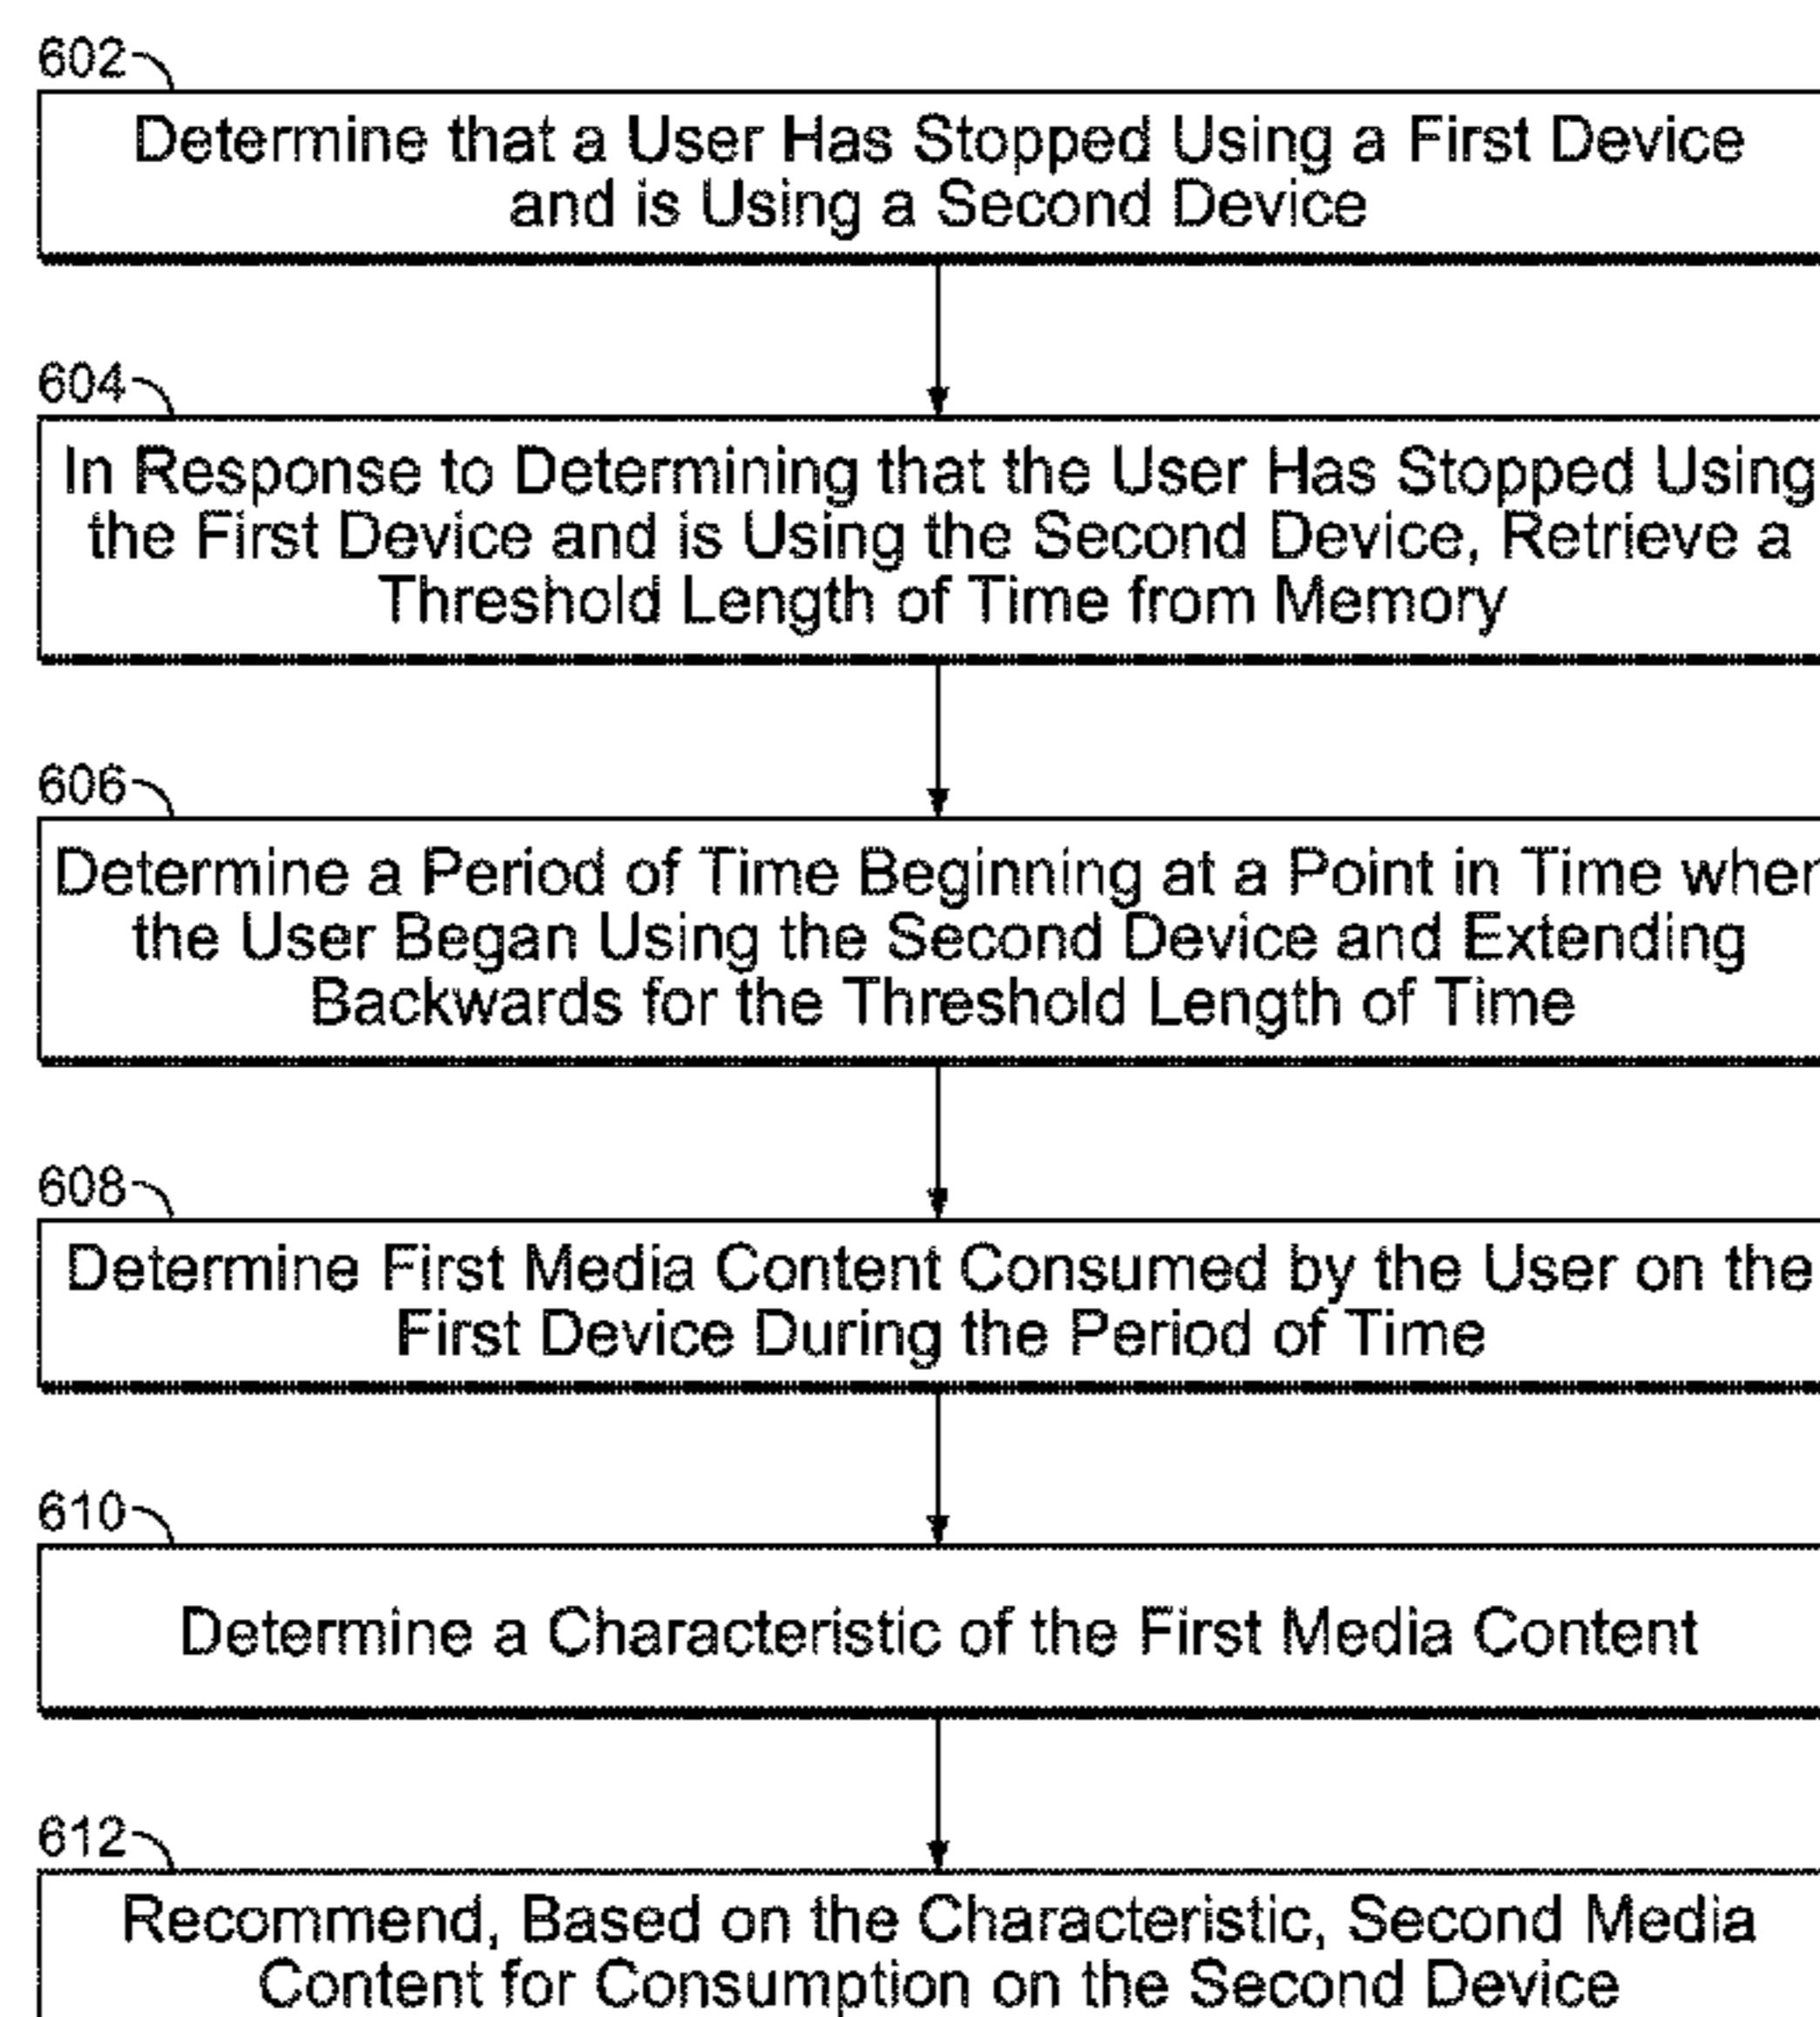 602
Determine that a User Has Stopped Using a First Device
and is Using a Second Device
604
In Response to Determining that the User Has Stopped Using
the First Device and is Using the Second Device, Retrieve a
Threshold Length of Time from Memory
606
Determine a Period of Time Beginning at a Point in Time when
the User Began Using the Second Device and Extending
Backwards for the Threshold Length of Time
608
Determine First Media Content Consumed by the User on the
First Device During the Period of Time
610
Determine a Characteristic of the First Media Content
612
Recommend, Based on the Characteristic, Second Media
Content for Consumption on the Second Device